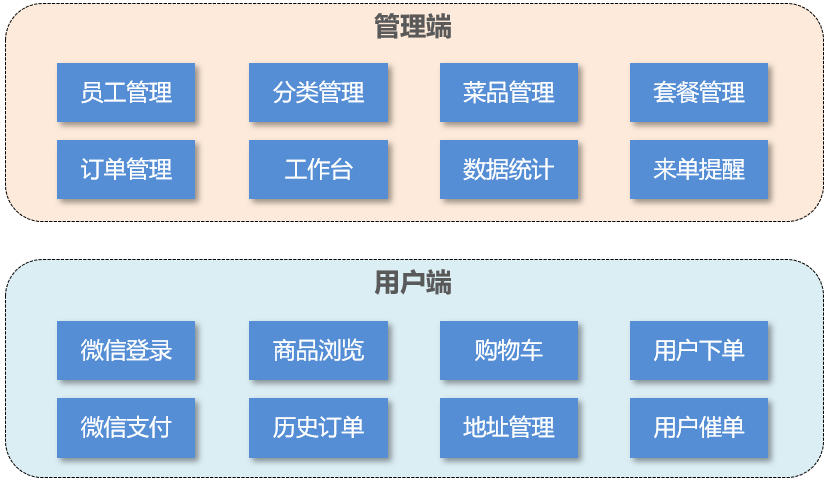 管理端
员工管理 分类管理 菜品管理 套餐管理
订单管理 工作台 数据统计 来单提醒
用户端
微信登录 商品浏览 购物车 用户下单
微信支付 历史订单 地址管理 用户催单